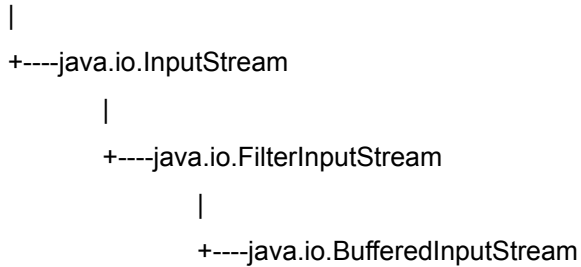 |
+----java.io.InputStream
|
+----java.io.FilterInputStream
|
+----java.io.BufferedInputStream